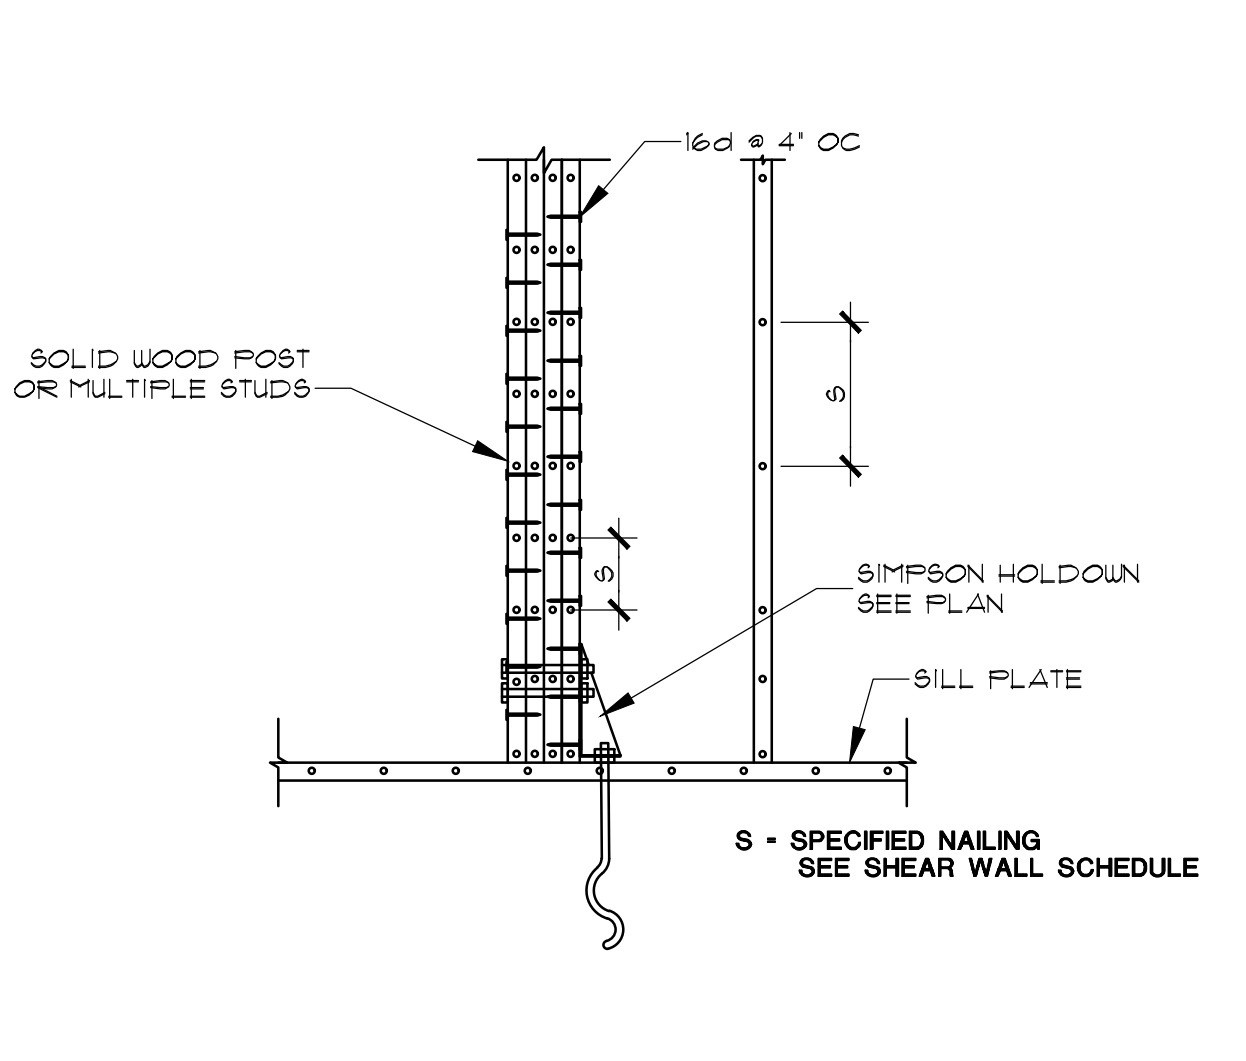 16d @ 4" OC
SOLID WOOD POST
OR MULTIPLE STUDS
S
S
SIMPSON HOLDOWN
SEE PLAN
SILL PLATE
S - SPECIFIED NAILING
SEE SHEAR WALL SCHEDULE